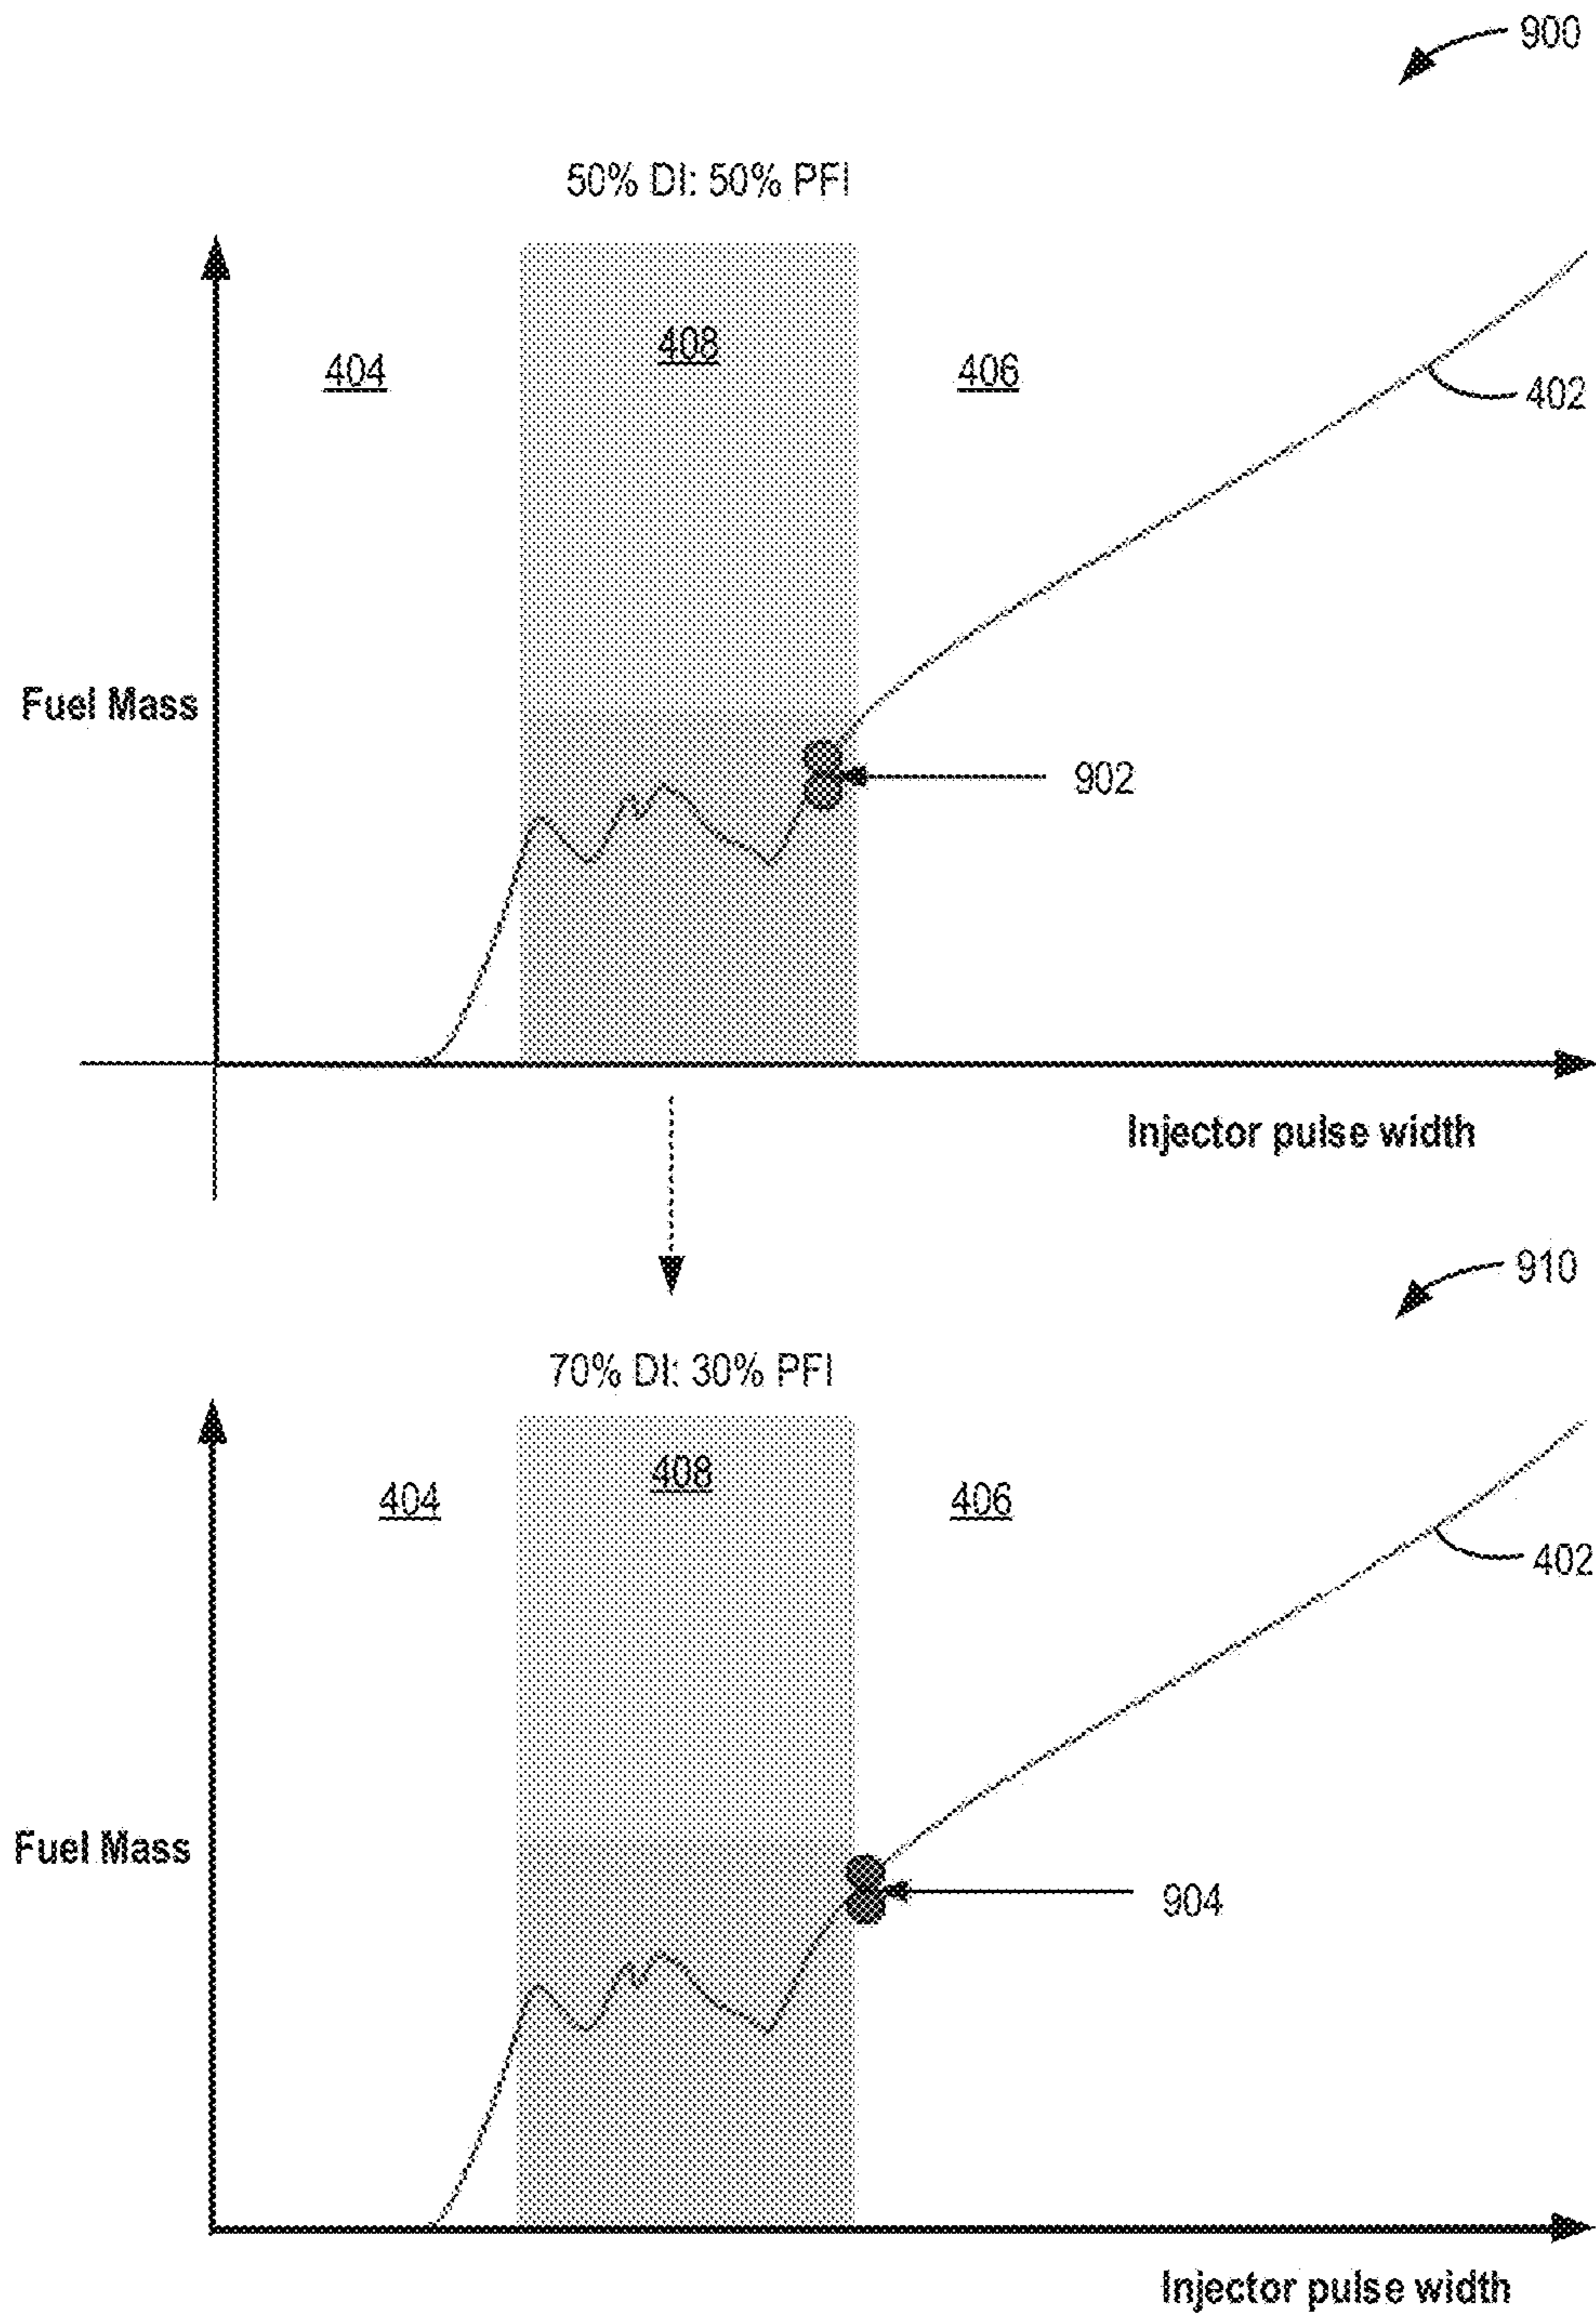 900
50% DI: 50% PFI
408
404
406
402
Fuel Mass
902
Injector pulse width
910
70% DI: 30% PFI
408
404
406
402
Fuel Mass
904
Injector pulse width